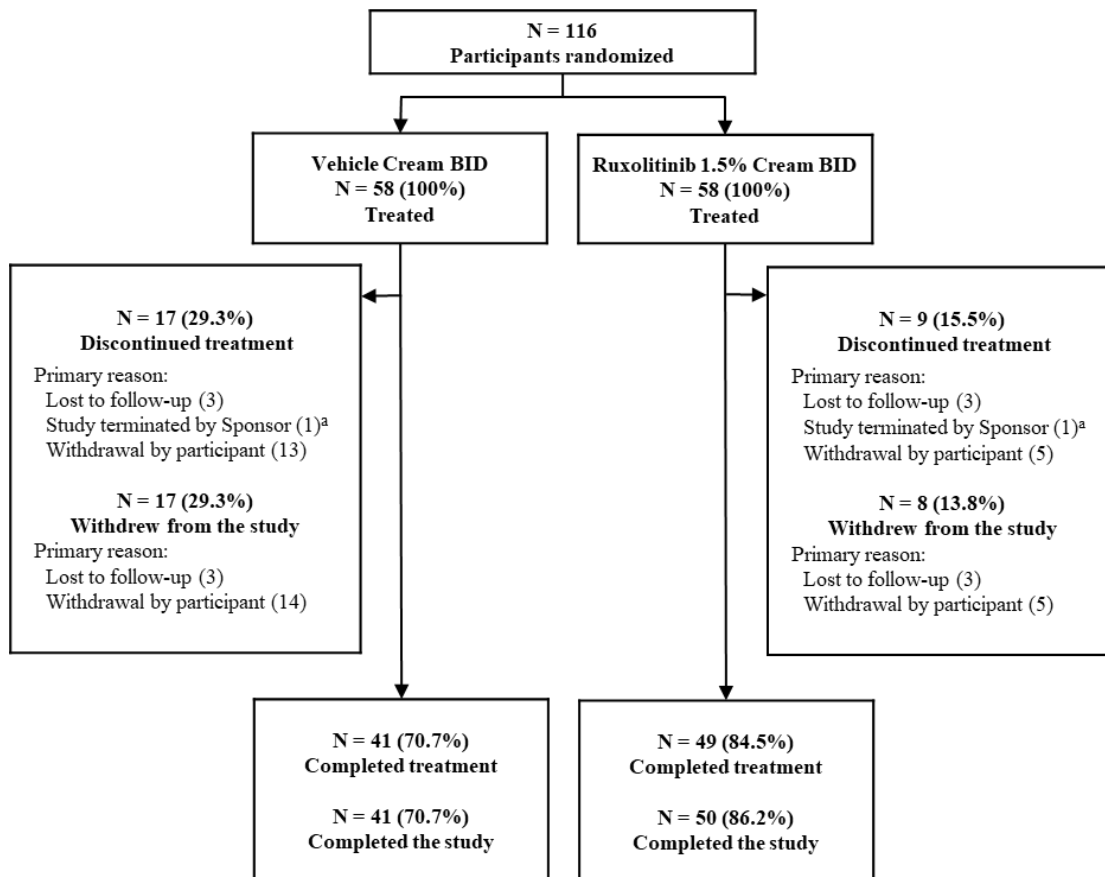 N = 116
Participants randomized
Vehicle Cream BID
N = 58 (100%)
Treated
Ruxolitinib 1.5% Cream BID
N = 58 (100%)
Treated
N = 17 (29.3%)
Discontinued treatment
Primary reason:
Lost to follow-up (3)
Study terminated by Sponsor (1)ª
Withdrawal by participant (13)
N = 17 (29.3%)
Withdrew from the study
Primary reason:
Lost to follow-up (3)
Withdrawal by participant (14)
N = 9 (15.5%)
Discontinued treatment
Primary reason:
Lost to follow-up (3)
Study terminated by Sponsor (1)ª
Withdrawal by participant (5)
N = 8 (13.8%)
Withdrew from the study
Primary reason:
Lost to follow-up (3)
Withdrawal by participant (5)
N = 41 (70.7%)
Completed treatment
N = 41 (70.7%)
Completed the study
N = 49 (84.5%)
Completed treatment
N = 50 (86.2%)
Completed the study